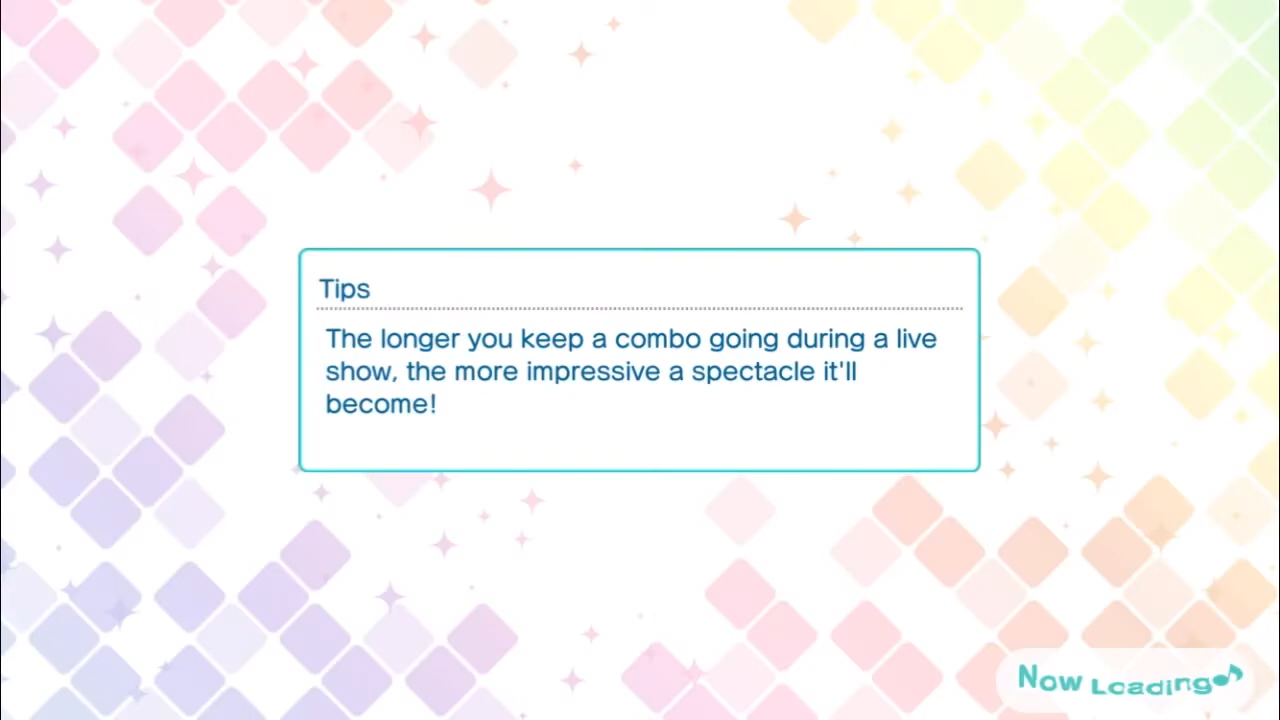 Tips
The longer you keep a combo going during a live
show, the more impressive a spectacle it'll
become!
Now Loading♪